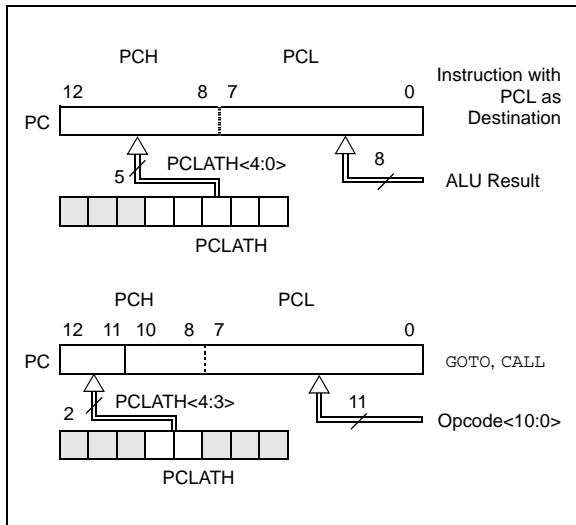 PCH PCL
12 8 7 0
Instruction with
PCL as
Destination
PC
5 PCLATH<4:0>
8
ALU Result
PCLATH
PCH PCL
12 11 10 8 7 0
PC
GOTO, CALL
2 PCLATH<4:3>
11
Opcode<10:0>
PCLATH